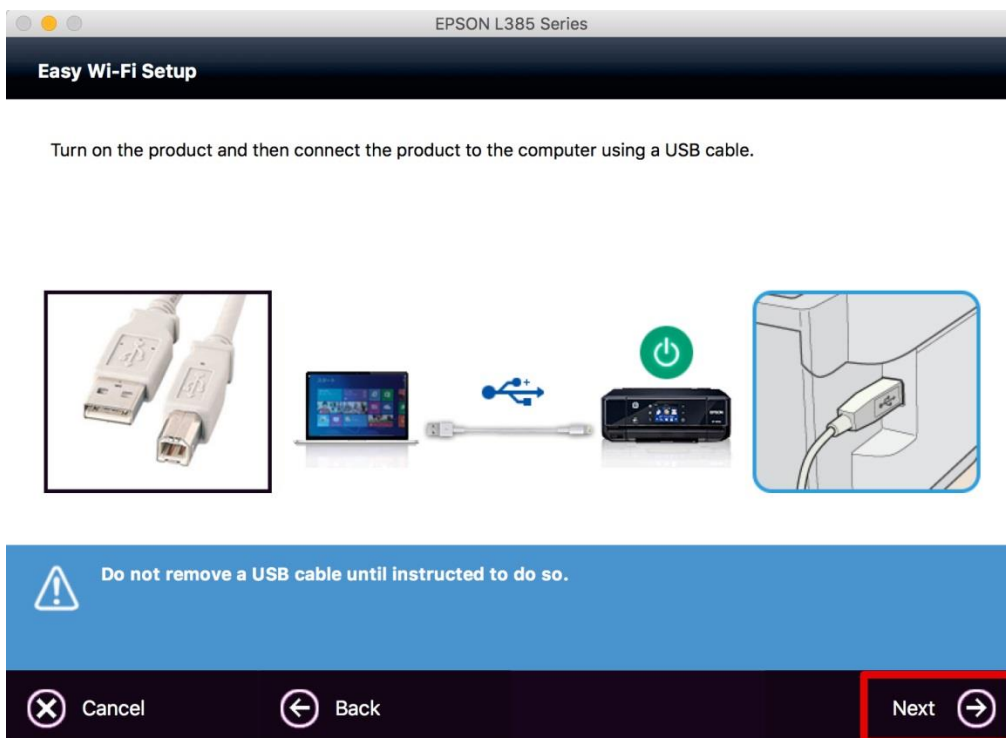 EPSON L385 Series
Easy Wi-Fi Setup
Turn on the product and then connect the product to the computer using a USB cable.
EPSON
Do not remove a USB cable until instructed to do so.
Cancel
Back
Next